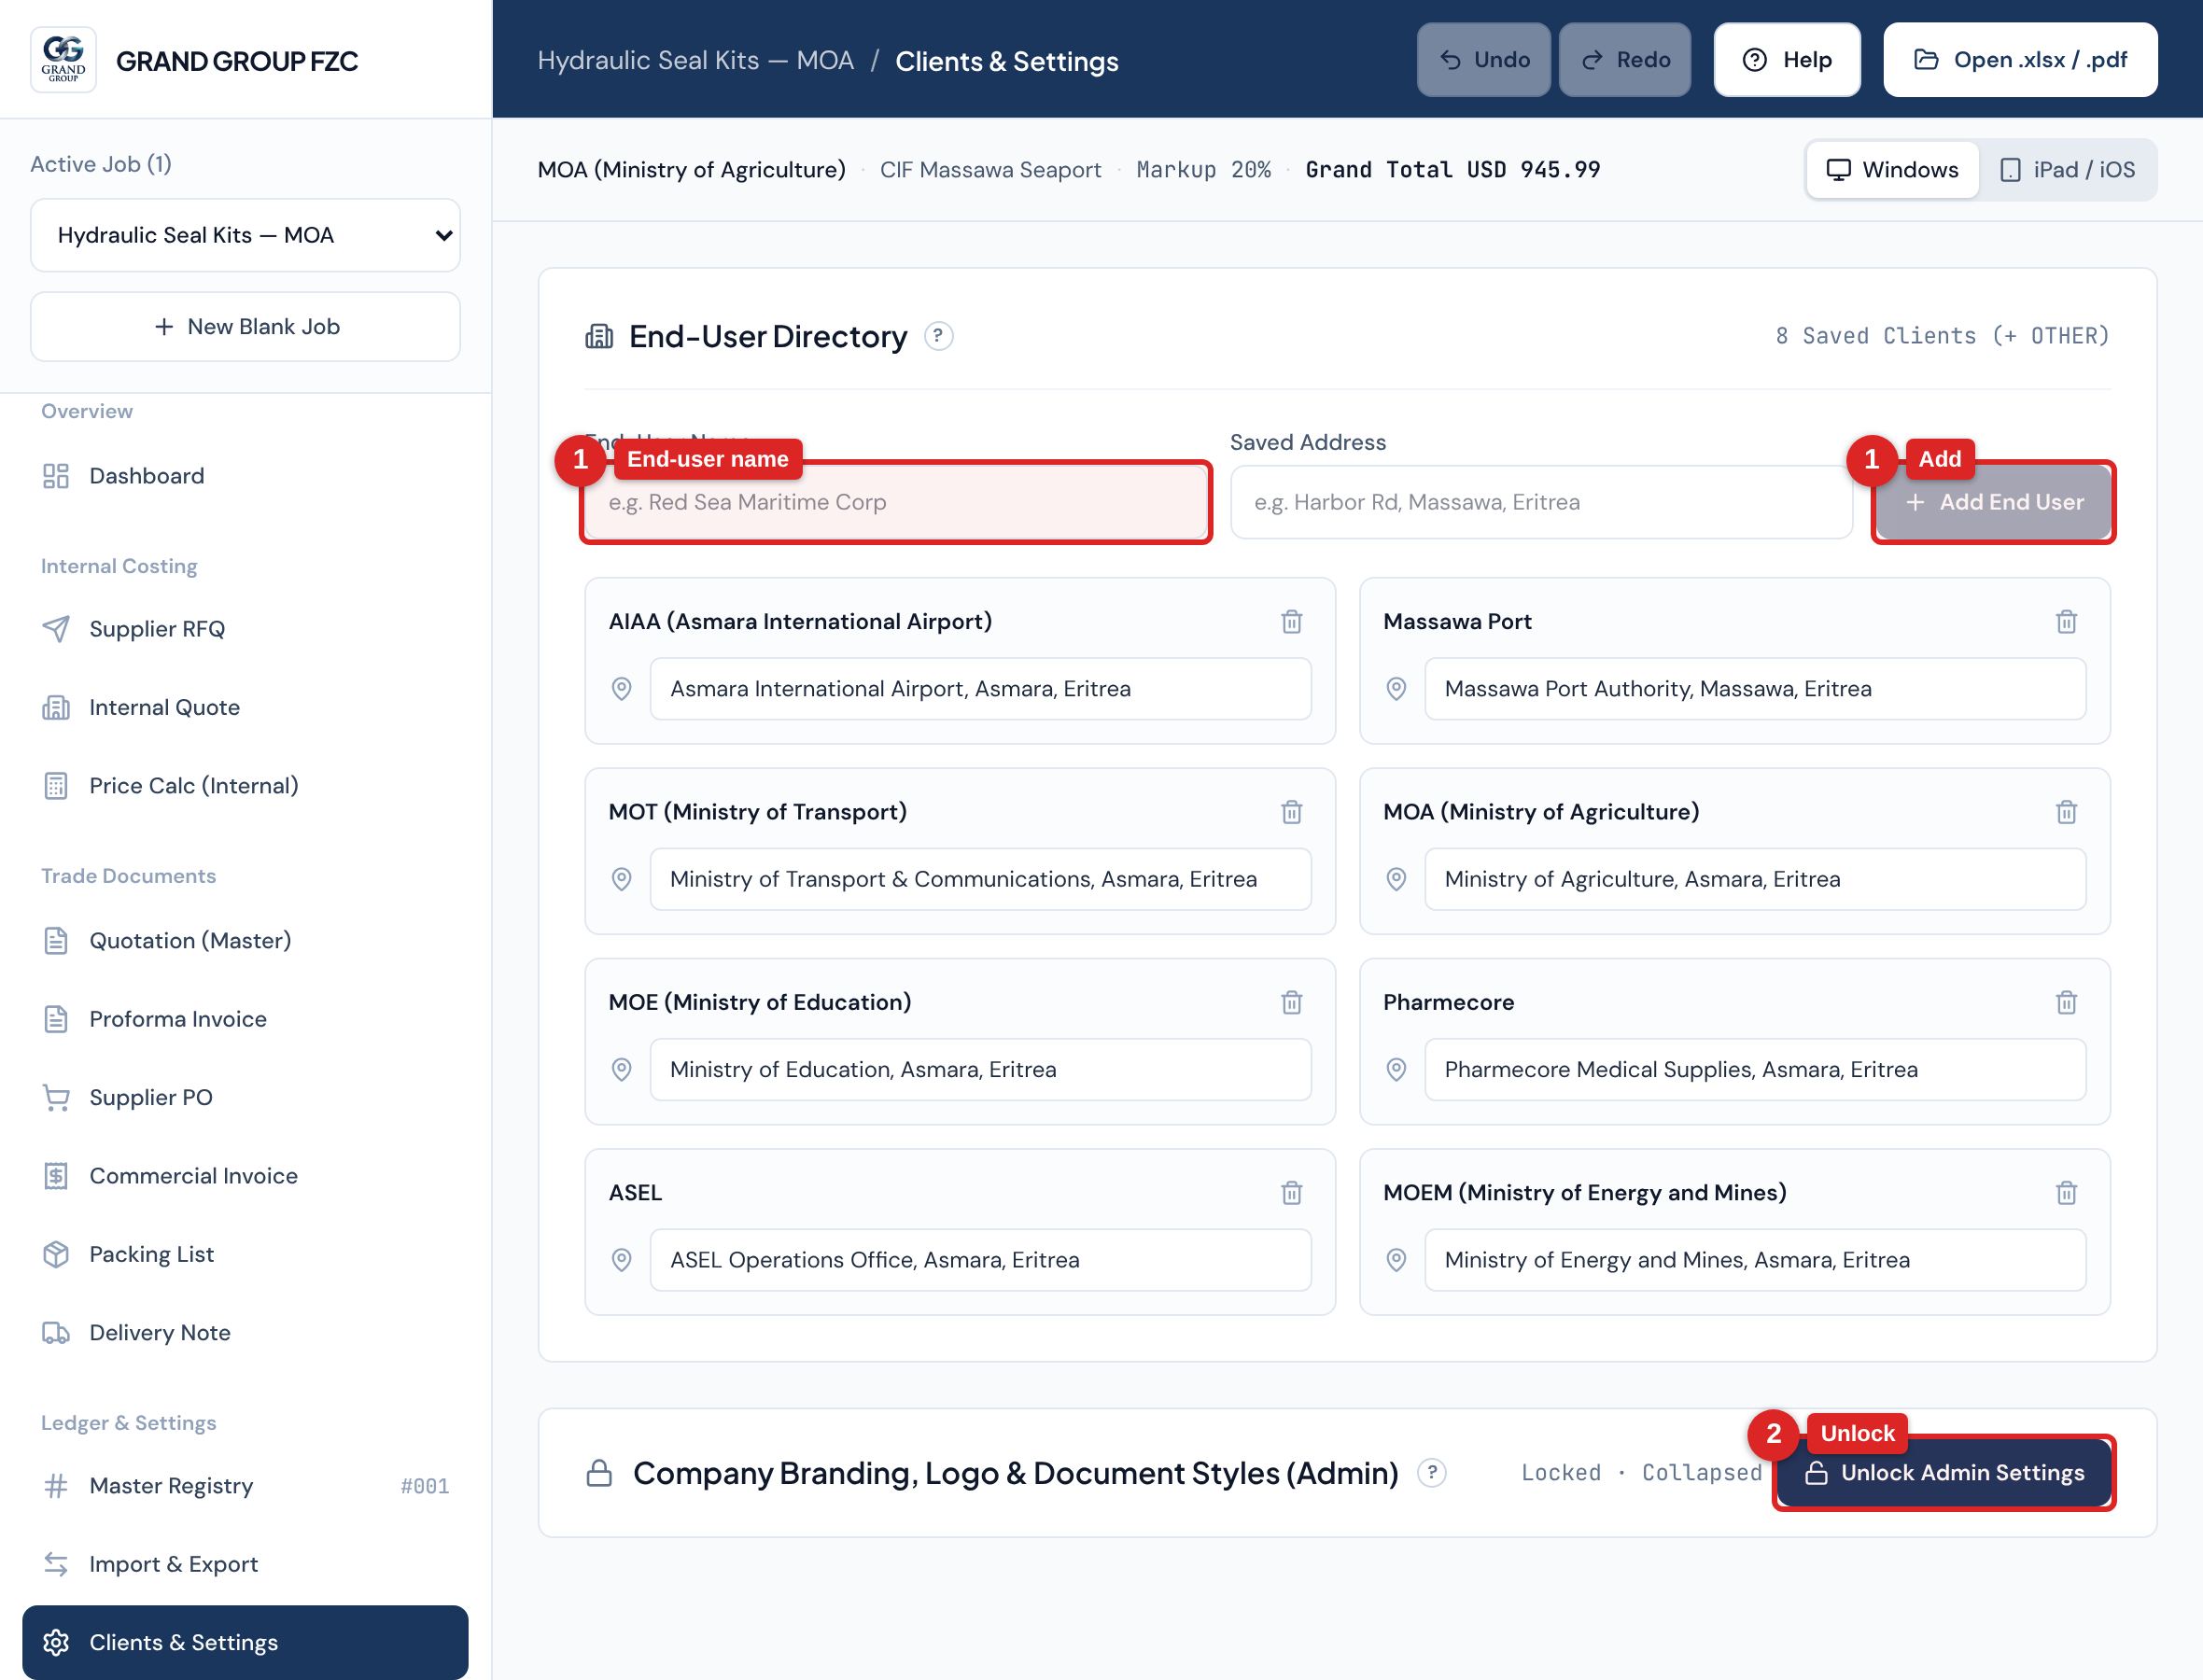 GRAND GROUP
GRAND GROUP FZC
Hydraulic Seal Kits — MOA / Clients & Settings
Undo
Redo
Help
Open .xlsx / .pdf
Active Job (1)
Hydraulic Seal Kits — MOA
+ New Blank Job
Overview
Dashboard
Internal Costing
Supplier RFQ
Internal Quote
Price Calc (Internal)
Trade Documents
Quotation (Master)
Proforma Invoice
Supplier PO
Commercial Invoice
Packing List
Delivery Note
Ledger & Settings
Master Registry #001
Import & Export
Clients & Settings
MOA (Ministry of Agriculture) · CIF Massawa Seaport · Markup 20% · Grand Total USD 945.99
Windows
iPad / iOS
End-User Directory ?
8 Saved Clients (+ OTHER)
1 End-user name
e.g. Red Sea Maritime Corp
Saved Address
e.g. Harbor Rd, Massawa, Eritrea
1 Add
+ Add End User
AIAA (Asmara International Airport)
Asmara International Airport, Asmara, Eritrea
Massawa Port
Massawa Port Authority, Massawa, Eritrea
MOT (Ministry of Transport)
Ministry of Transport & Communications, Asmara, Eritrea
MOA (Ministry of Agriculture)
Ministry of Agriculture, Asmara, Eritrea
MOE (Ministry of Education)
Ministry of Education, Asmara, Eritrea
Pharmecore
Pharmecore Medical Supplies, Asmara, Eritrea
ASEL
ASEL Operations Office, Asmara, Eritrea
MOEM (Ministry of Energy and Mines)
Ministry of Energy and Mines, Asmara, Eritrea
Company Branding, Logo & Document Styles (Admin) ?
Locked · Collapsed
2 Unlock
Unlock Admin Settings